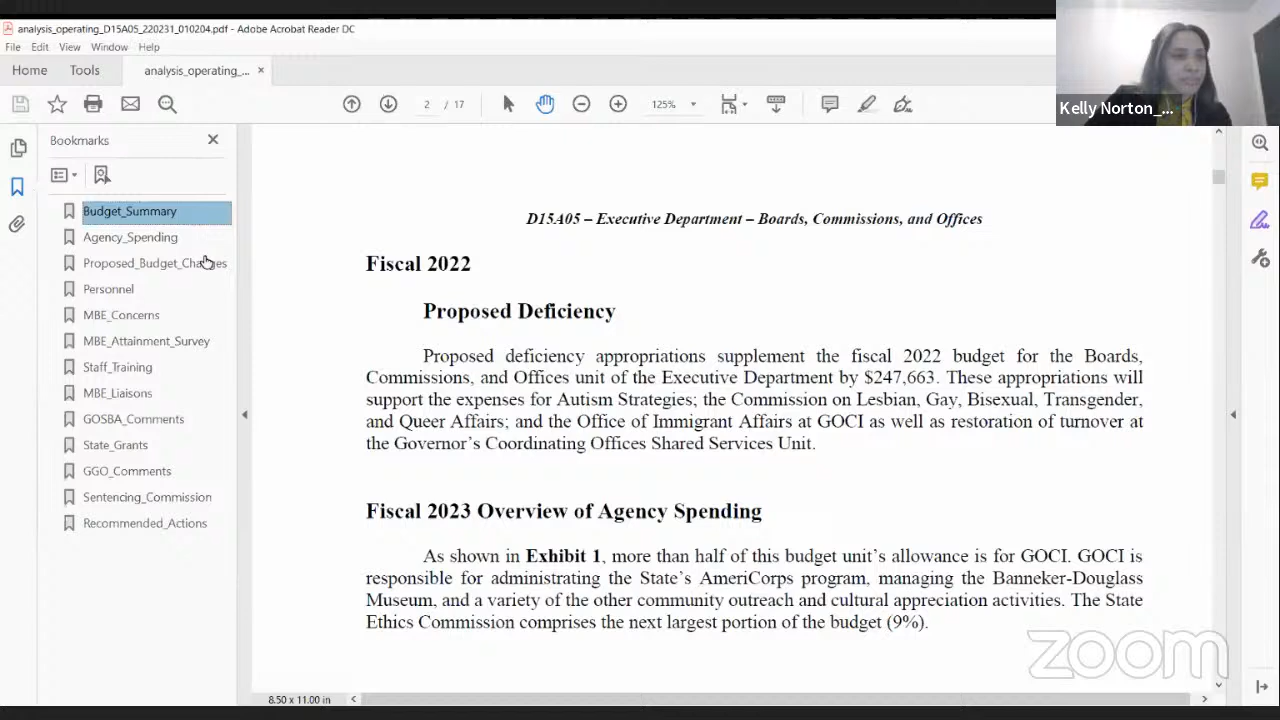 analysis_operating_D15A05_220231_010204.pdf - Adobe Acrobat Reader DC
File Edit View Window Help
Home Tools analysis_operating_... ×
2 / 17 125%
Kelly Norton_...
Bookmarks
Budget_Summary
Agency_Spending
Proposed_Budget_Changes
Personnel
MBE_Concerns
MBE_Attainment_Survey
Staff_Training
MBE_Liaisons
GOSBA_Comments
State_Grants
GGO_Comments
Sentencing_Commission
Recommended_Actions
D15A05 – Executive Department – Boards, Commissions, and Offices
Fiscal 2022
Proposed Deficiency
Proposed deficiency appropriations supplement the fiscal 2022 budget for the Boards,
Commissions, and Offices unit of the Executive Department by $247,663. These appropriations will
support the expenses for Autism Strategies; the Commission on Lesbian, Gay, Bisexual, Transgender,
and Queer Affairs; and the Office of Immigrant Affairs at GOCI as well as restoration of turnover at
the Governor's Coordinating Offices Shared Services Unit.
Fiscal 2023 Overview of Agency Spending
As shown in Exhibit 1, more than half of this budget unit's allowance is for GOCI. GOCI is
responsible for administrating the State's AmeriCorps program, managing the Banneker-Douglass
Museum, and a variety of the other community outreach and cultural appreciation activities. The State
Ethics Commission comprises the next largest portion of the budget (9%).
zoom
8.50 x 11.00 in